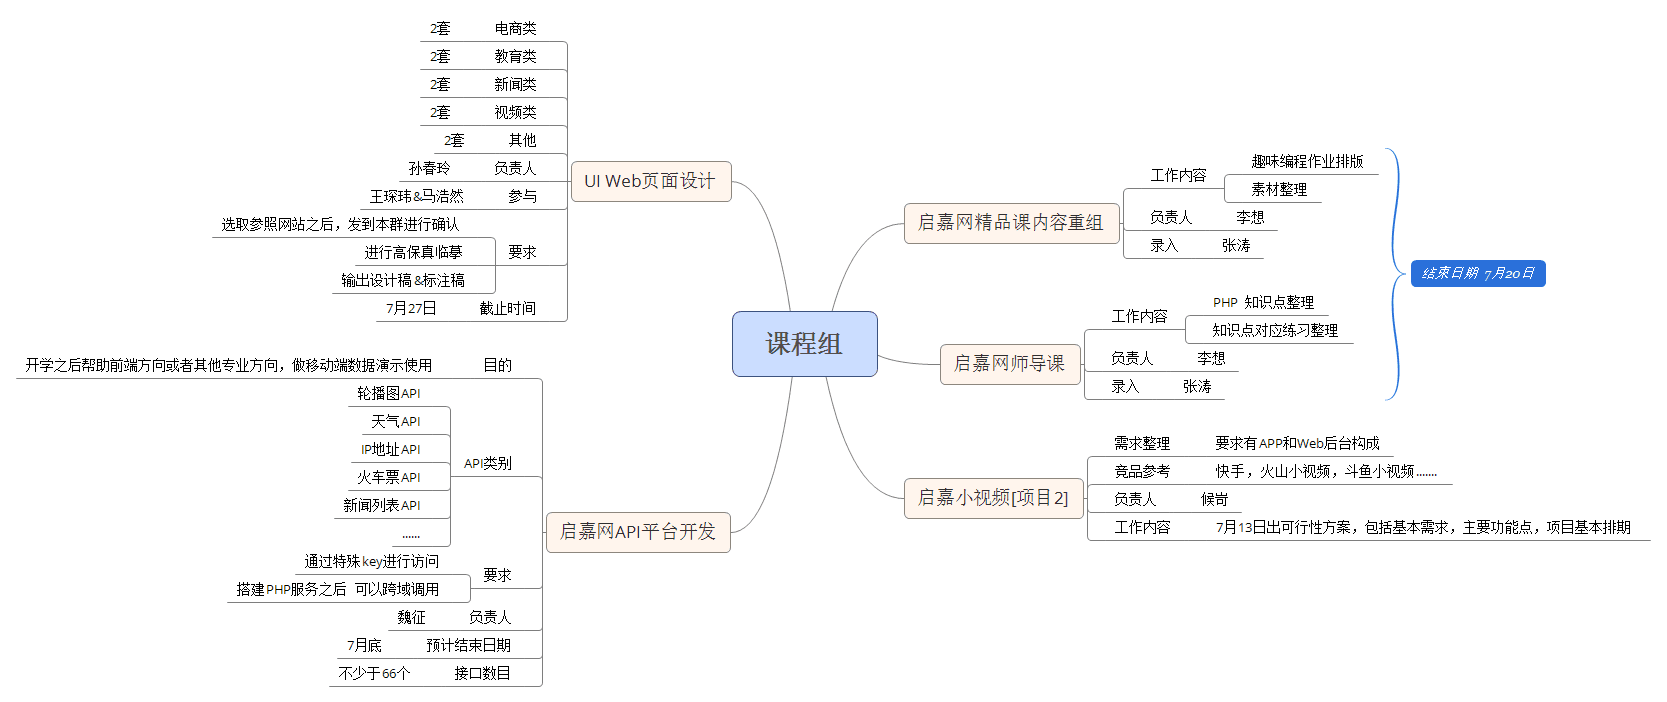 课程组
UI Web页面设计
电商类 2套
教育类 2套
新闻类 2套
视频类 2套
其他 2套
负责人 孙春玲
参与 王琛玮&马浩然
要求
选取参照网站之后，发到本群进行确认
进行高保真临摹
输出设计稿&标注稿
截止时间 7月27日
启嘉网API平台开发
目的 开学之后帮助前端方向或者其他专业方向，做移动端数据演示使用
API类别
轮播图API
天气API
IP地址API
火车票API
新闻列表API
......
要求
通过特殊key进行访问
搭建PHP服务之后 可以跨域调用
负责人 魏征
预计结束日期 7月底
接口数目 不少于66个
启嘉网精品课内容重组
工作内容
趣味编程作业排版
素材整理
负责人 李想
录入 张涛
启嘉网师导课
工作内容
PHP 知识点整理
知识点对应练习整理
负责人 李想
录入 张涛
结束日期 7月20日
启嘉小视频[项目2]
需求整理 要求有APP和Web后台构成
竞品参考 快手，火山小视频，斗鱼小视频.......
负责人 候岢
工作内容 7月13日出可行性方案，包括基本需求，主要功能点，项目基本排期